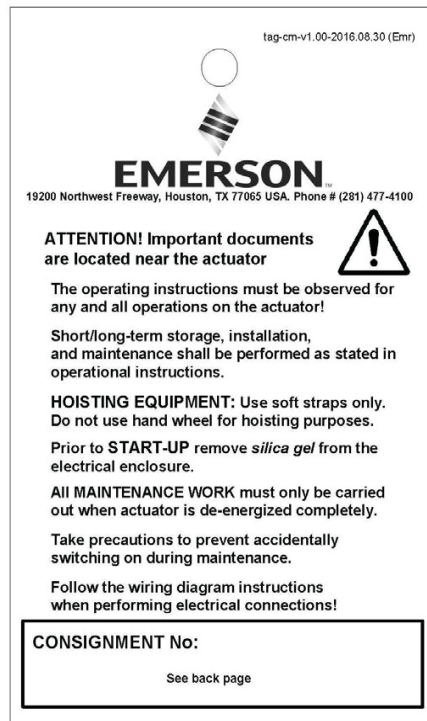 tag-cm-v1.00-2016.08.30 (Emr)
EMERSON™
19200 Northwest Freeway, Houston, TX 77065 USA. Phone # (281) 477-4100
ATTENTION! Important documents
are located near the actuator
The operating instructions must be observed for
any and all operations on the actuator!
Short/long-term storage, installation,
and maintenance shall be performed as stated in
operational instructions.
HOISTING EQUIPMENT: Use soft straps only.
Do not use hand wheel for hoisting purposes.
Prior to START-UP remove silica gel from the
electrical enclosure.
All MAINTENANCE WORK must only be carried
out when actuator is de-energized completely.
Take precautions to prevent accidentally
switching on during maintenance.
Follow the wiring diagram instructions
when performing electrical connections!
CONSIGNMENT No:
See back page